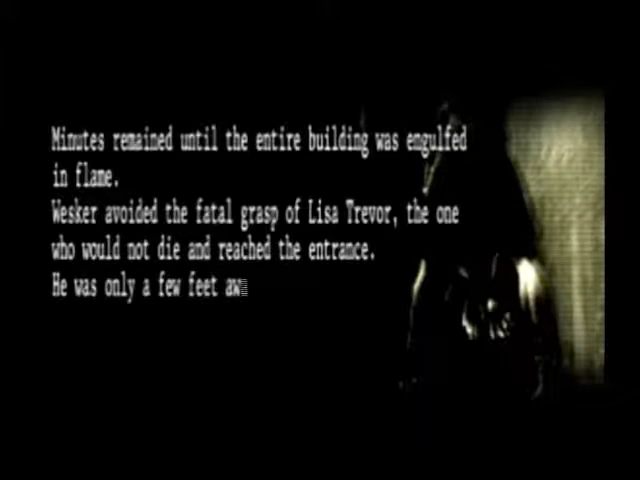 Minutes remained until the entire building was engulfed
in flame.
Wesker avoided the fatal grasp of Lisa Trevor, the one
who would not die and reached the entrance.
He was only a few feet aw